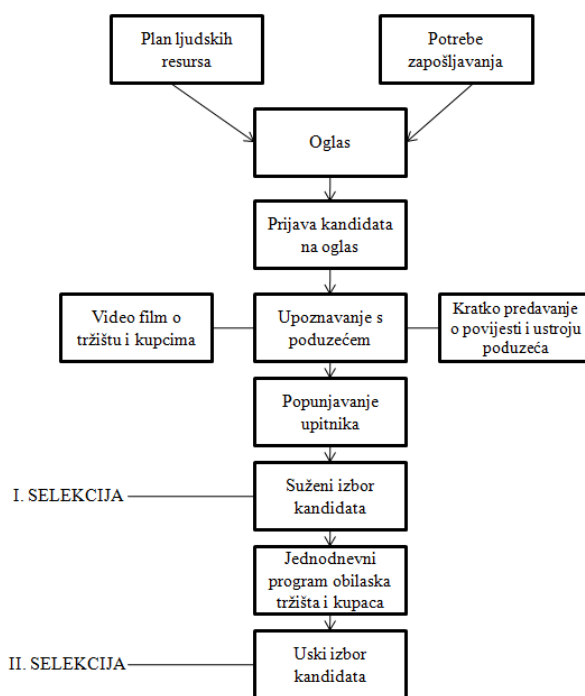 Plan ljudskih
resursa
Potrebe
zapošljavanja
Oglas
Prijava kandidata
na oglas
Video film o
tržištu i kupcima
Upoznavanje s
poduzećem
Kratko predavanje
o povijesti i ustroju
poduzeća
Popunjavanje
upitnika
I. SELEKCIJA
Suženi izbor
kandidata
Jednodnevni
program obilaska
tržišta i kupaca
II. SELEKCIJA
Uski izbor
kandidata